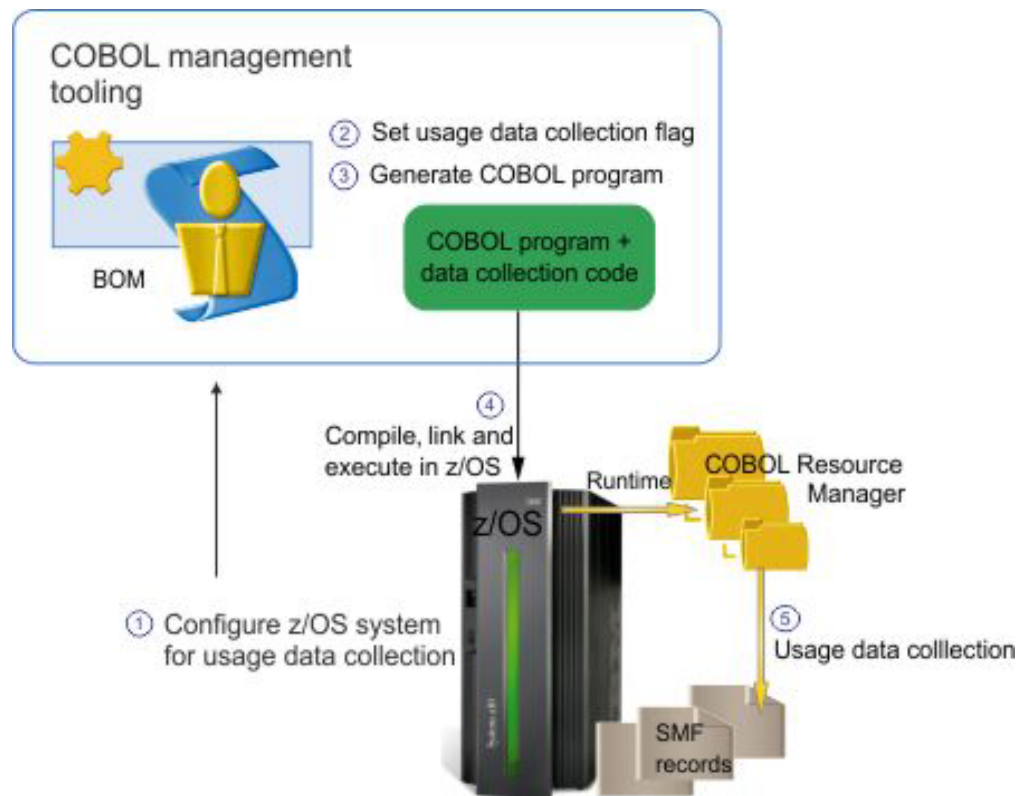 COBOL management
tooling
② Set usage data collection flag
③ Generate COBOL program
COBOL program +
data collection code
BOM
④
Compile, link and
execute in z/OS
Runtime
COBOL Resource
Manager
z/OS
① Configure z/OS system
for usage data collection
⑤
Usage data colllection
SMF
records